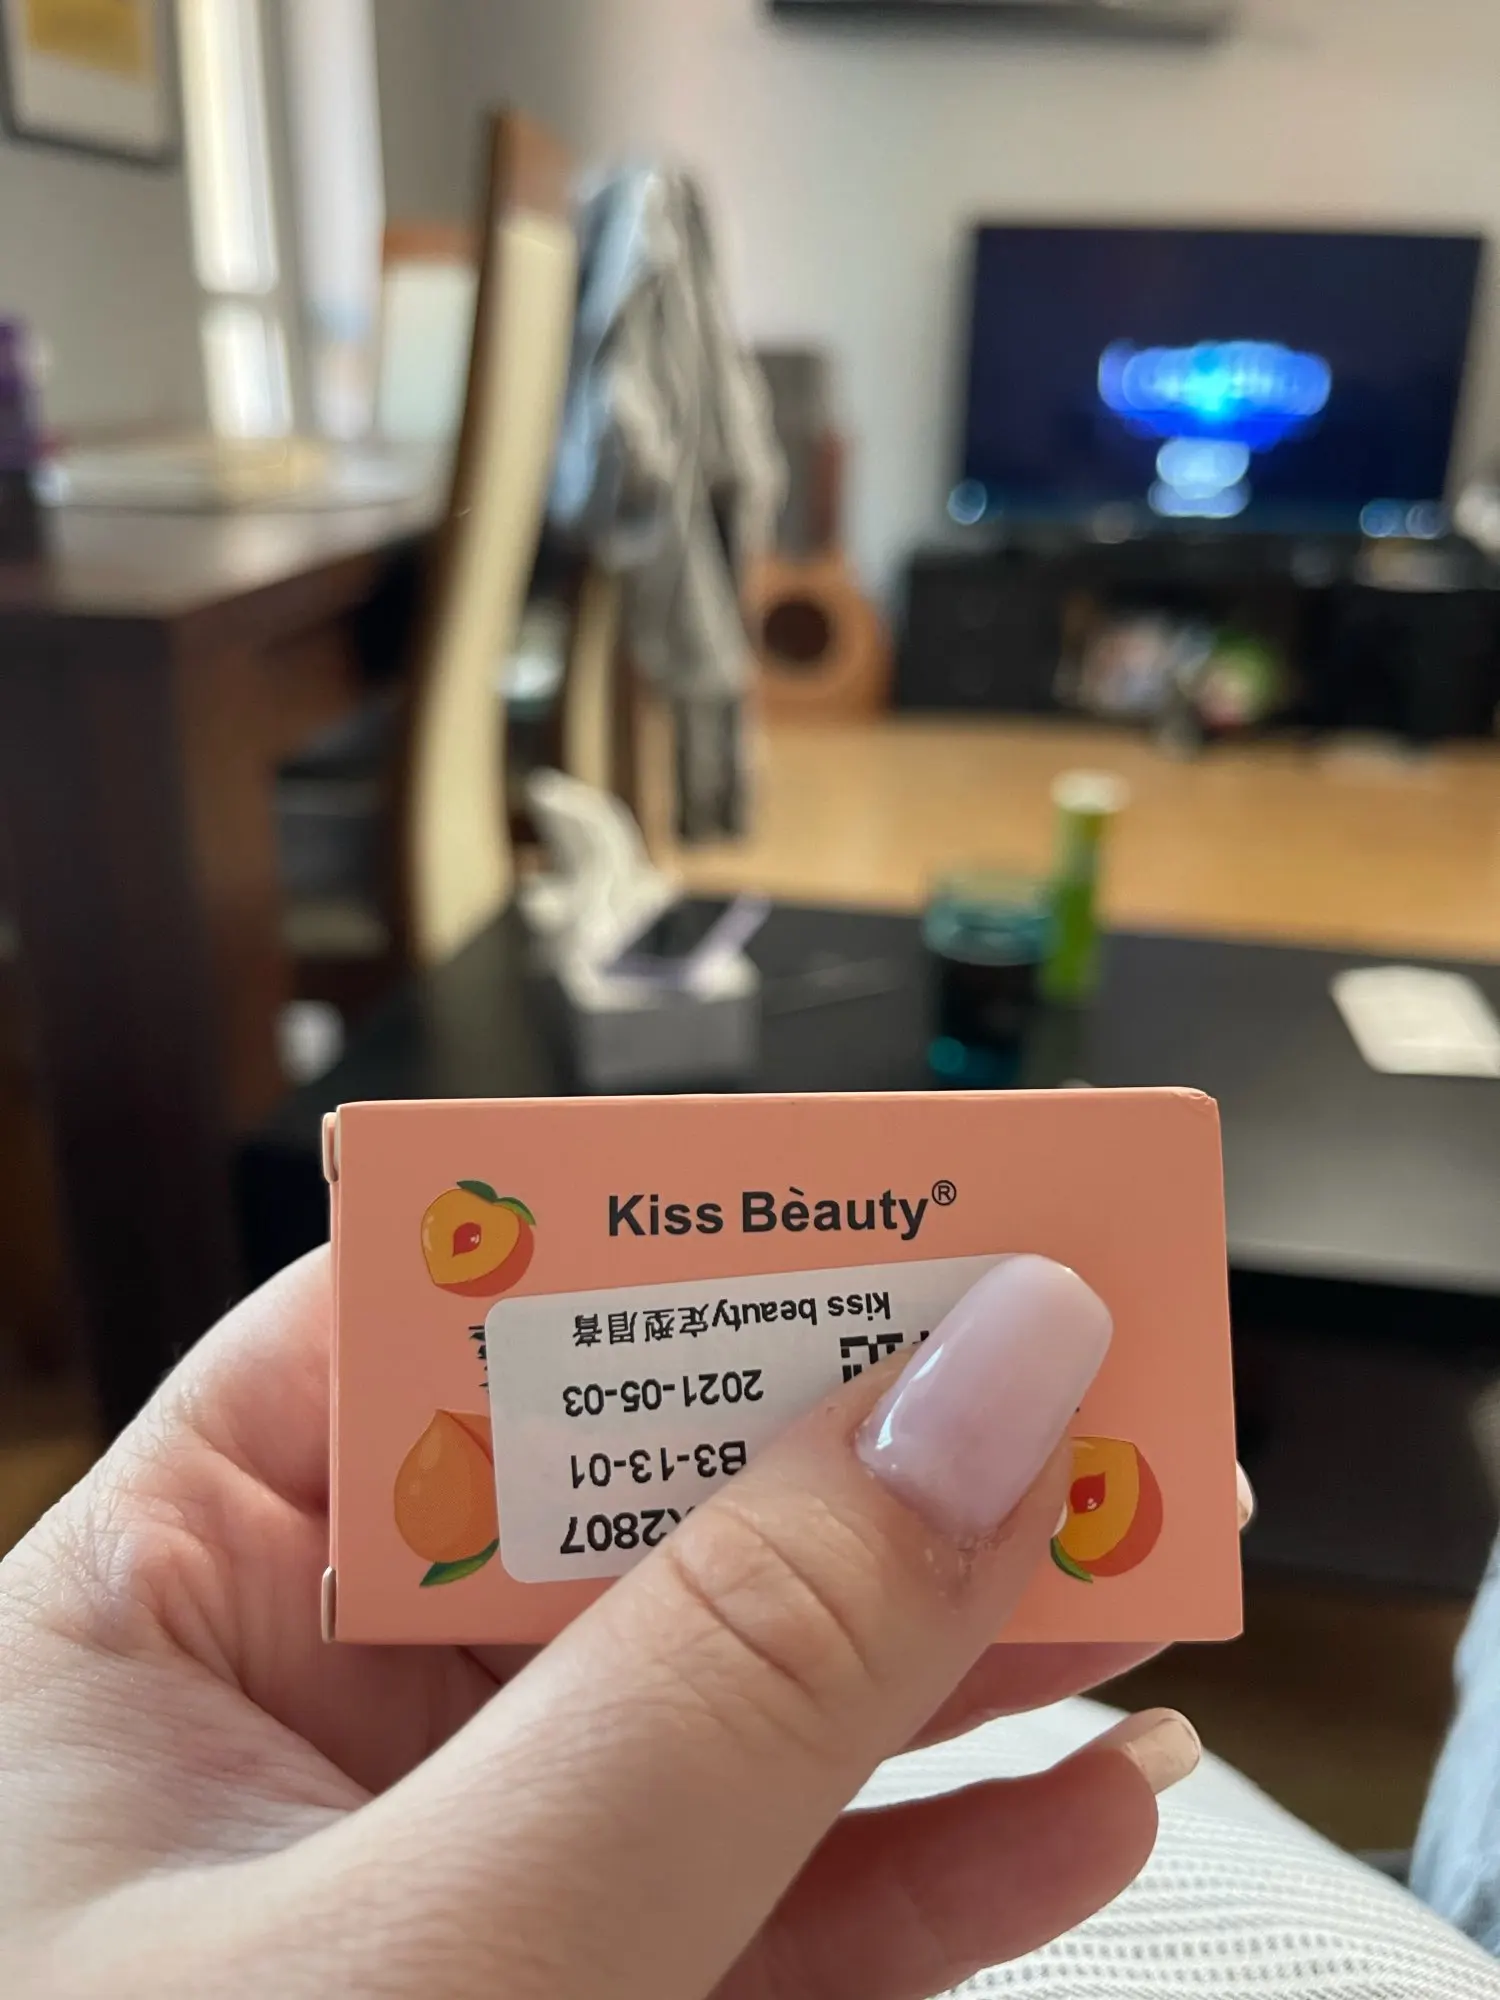 Kiss Bèauty®
kiss beauty定型眉膏
2021-05-03
B3-13-01